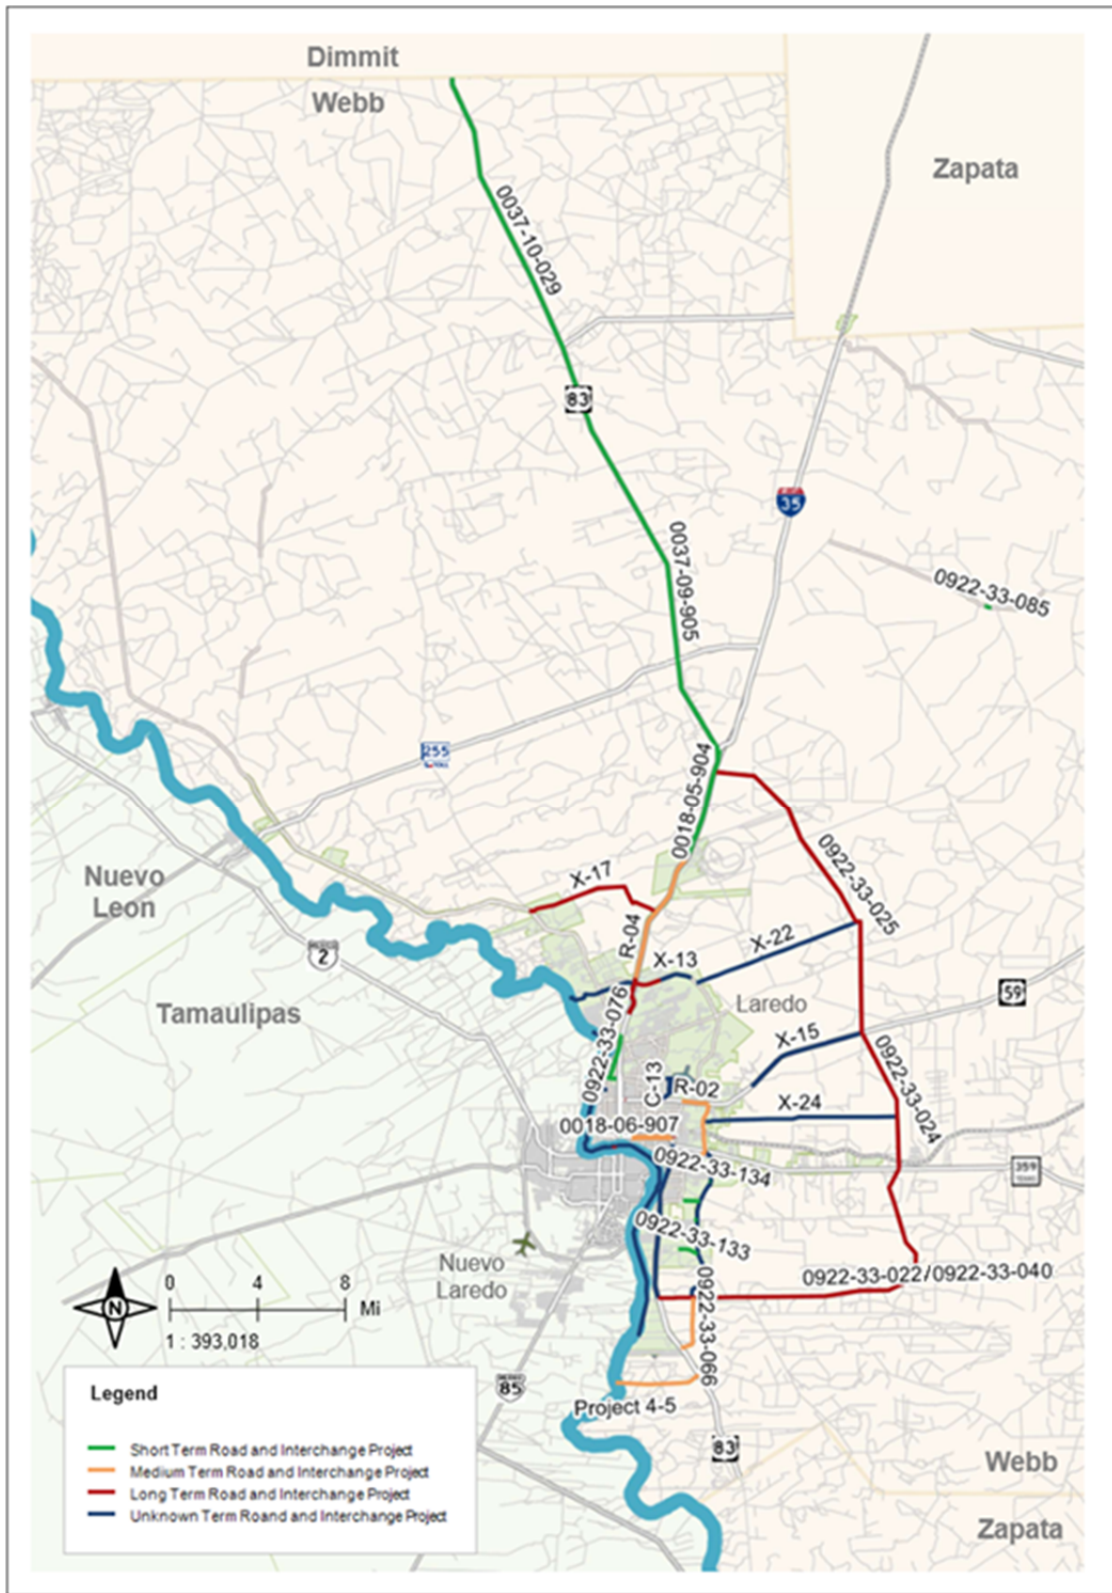 Dimmit
Webb
Zapata
0037-10-029
83
35
0037-09-905
0922-33-085
255
0018-05-904
Nuevo
Leon
X-17
0922-33-025
MEXICO
2
R-04
X-22
X-13
59
Tamaulipas
Laredo
0922-33-076
X-15
0922-33-024
C-13
R-02
X-24
0018-06-907
0922-33-134
359
0922-33-133
Nuevo
Laredo
0922-33-022/0922-33-040
0922-33-066
N
0 4 8
Mi
1 : 393,018
MEXICO
85
Project 4-5
83
Webb
Zapata
Legend
Short Term Road and Interchange Project
Medium Term Road and Interchange Project
Long Term Road and Interchange Project
Unknown Term Roand and Interchange Project